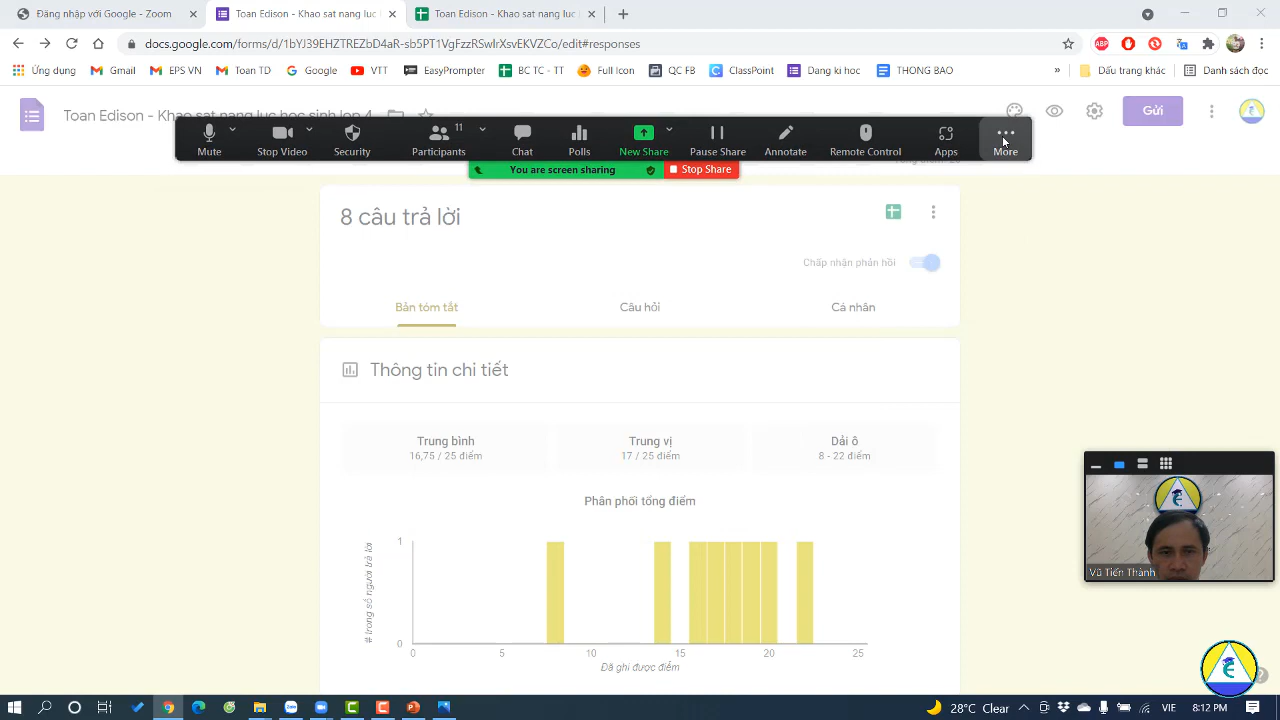 Đăng nhập với Google - Zoom
Toan Edison - Khao sat nang luc
Toan Edison - Khao sat nang luc
docs.google.com/forms/d/1bYJ39EHZTREZbD4aR-sb5ET1VgTzzRSwIrXyrEKVZCo/edit#responses
Ứng dụng
Gmail
EPS VN
Toan TD
Google
VTT
EasyPrompter
BC TC - TT
Full Icon
QC FB
ClassPoint
Dang ki hoc
THONG BAO
»
Dấu trang khác
Danh sách đọc
Toan Edison - Khao sat nang luc hoc sinh lop 4
Gửi
Mute
Stop Video
Security
Participants
11
Chat
Polls
New Share
Pause Share
Annotate
Remote Control
Apps
More
You are screen sharing
Stop Share
8 câu trả lời
Chấp nhận phản hồi
Bản tóm tắt
Câu hỏi
Cá nhân
Thông tin chi tiết
Trung bình
16,75 / 25 điểm
Trung vị
17 / 25 điểm
Dải ô
8 - 22 điểm
Phân phối tổng điểm
# trong số người trả lời
1
0
0
5
10
15
20
25
Đã ghi được điểm
Vũ Tiến Thành
28°C Clear
VIE
8:12 PM